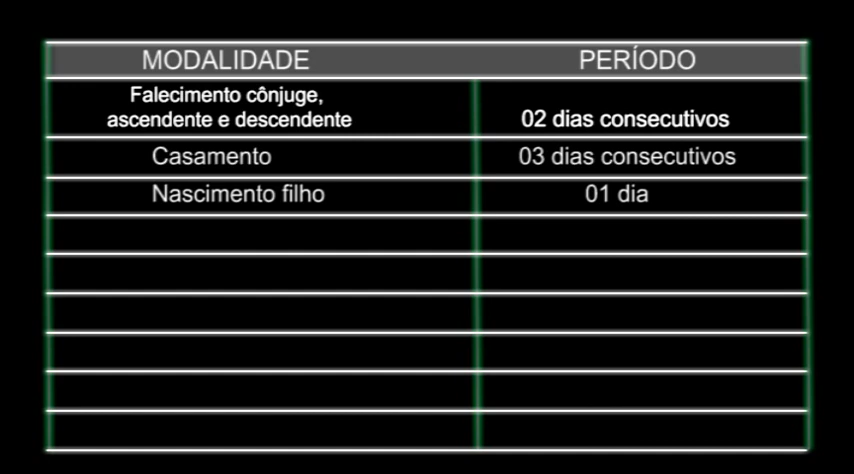 MODALIDADE PERÍODO
Falecimento cônjuge,
ascendente e descendente 02 dias consecutivos
Casamento 03 dias consecutivos
Nascimento filho 01 dia